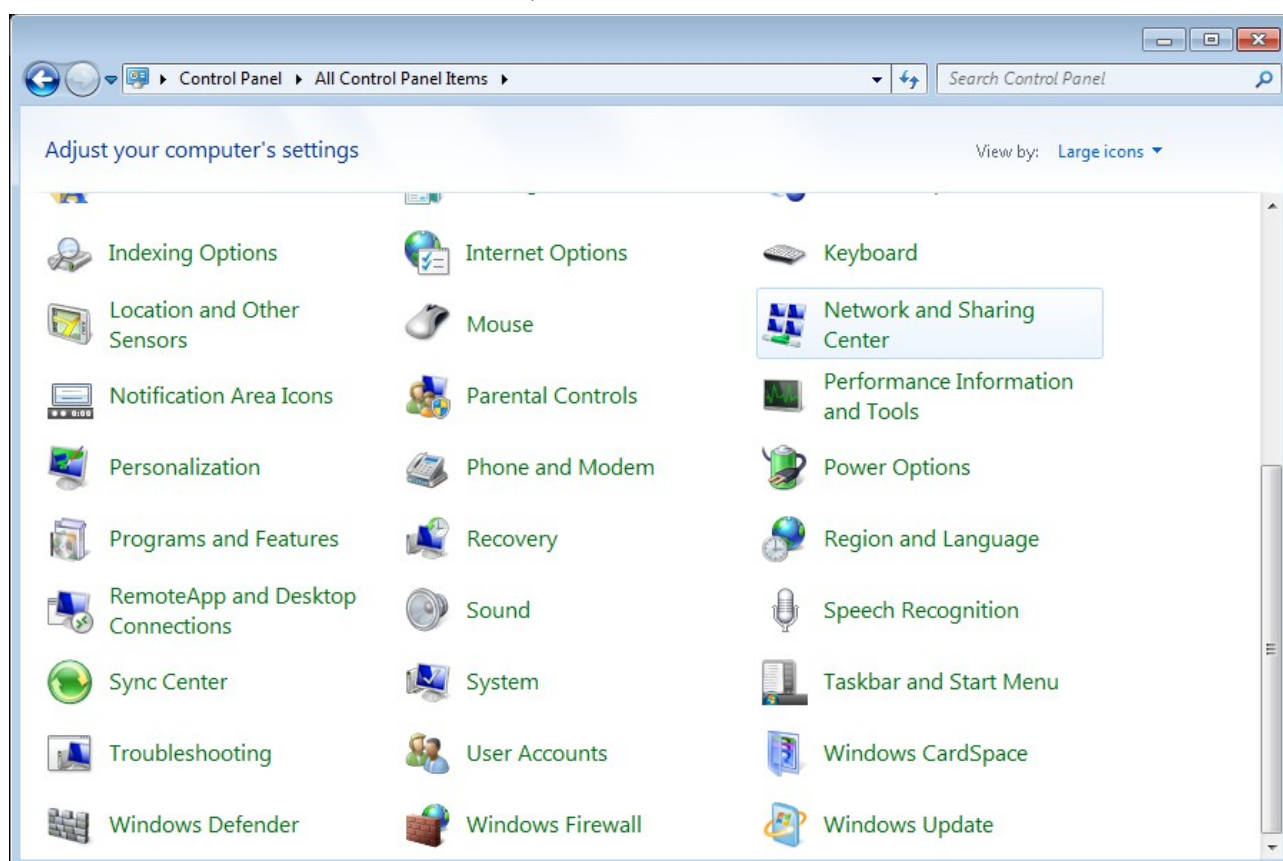 Control Panel All Control Panel Items
Search Control Panel
Adjust your computer's settings
View by: Large icons
Indexing Options
Internet Options
Keyboard
Location and Other
Sensors
Mouse
Network and Sharing
Center
Notification Area Icons
Parental Controls
Performance Information
and Tools
Personalization
Phone and Modem
Power Options
Programs and Features
Recovery
Region and Language
RemoteApp and Desktop
Connections
Sound
Speech Recognition
Sync Center
System
Taskbar and Start Menu
Troubleshooting
User Accounts
Windows CardSpace
Windows Defender
Windows Firewall
Windows Update